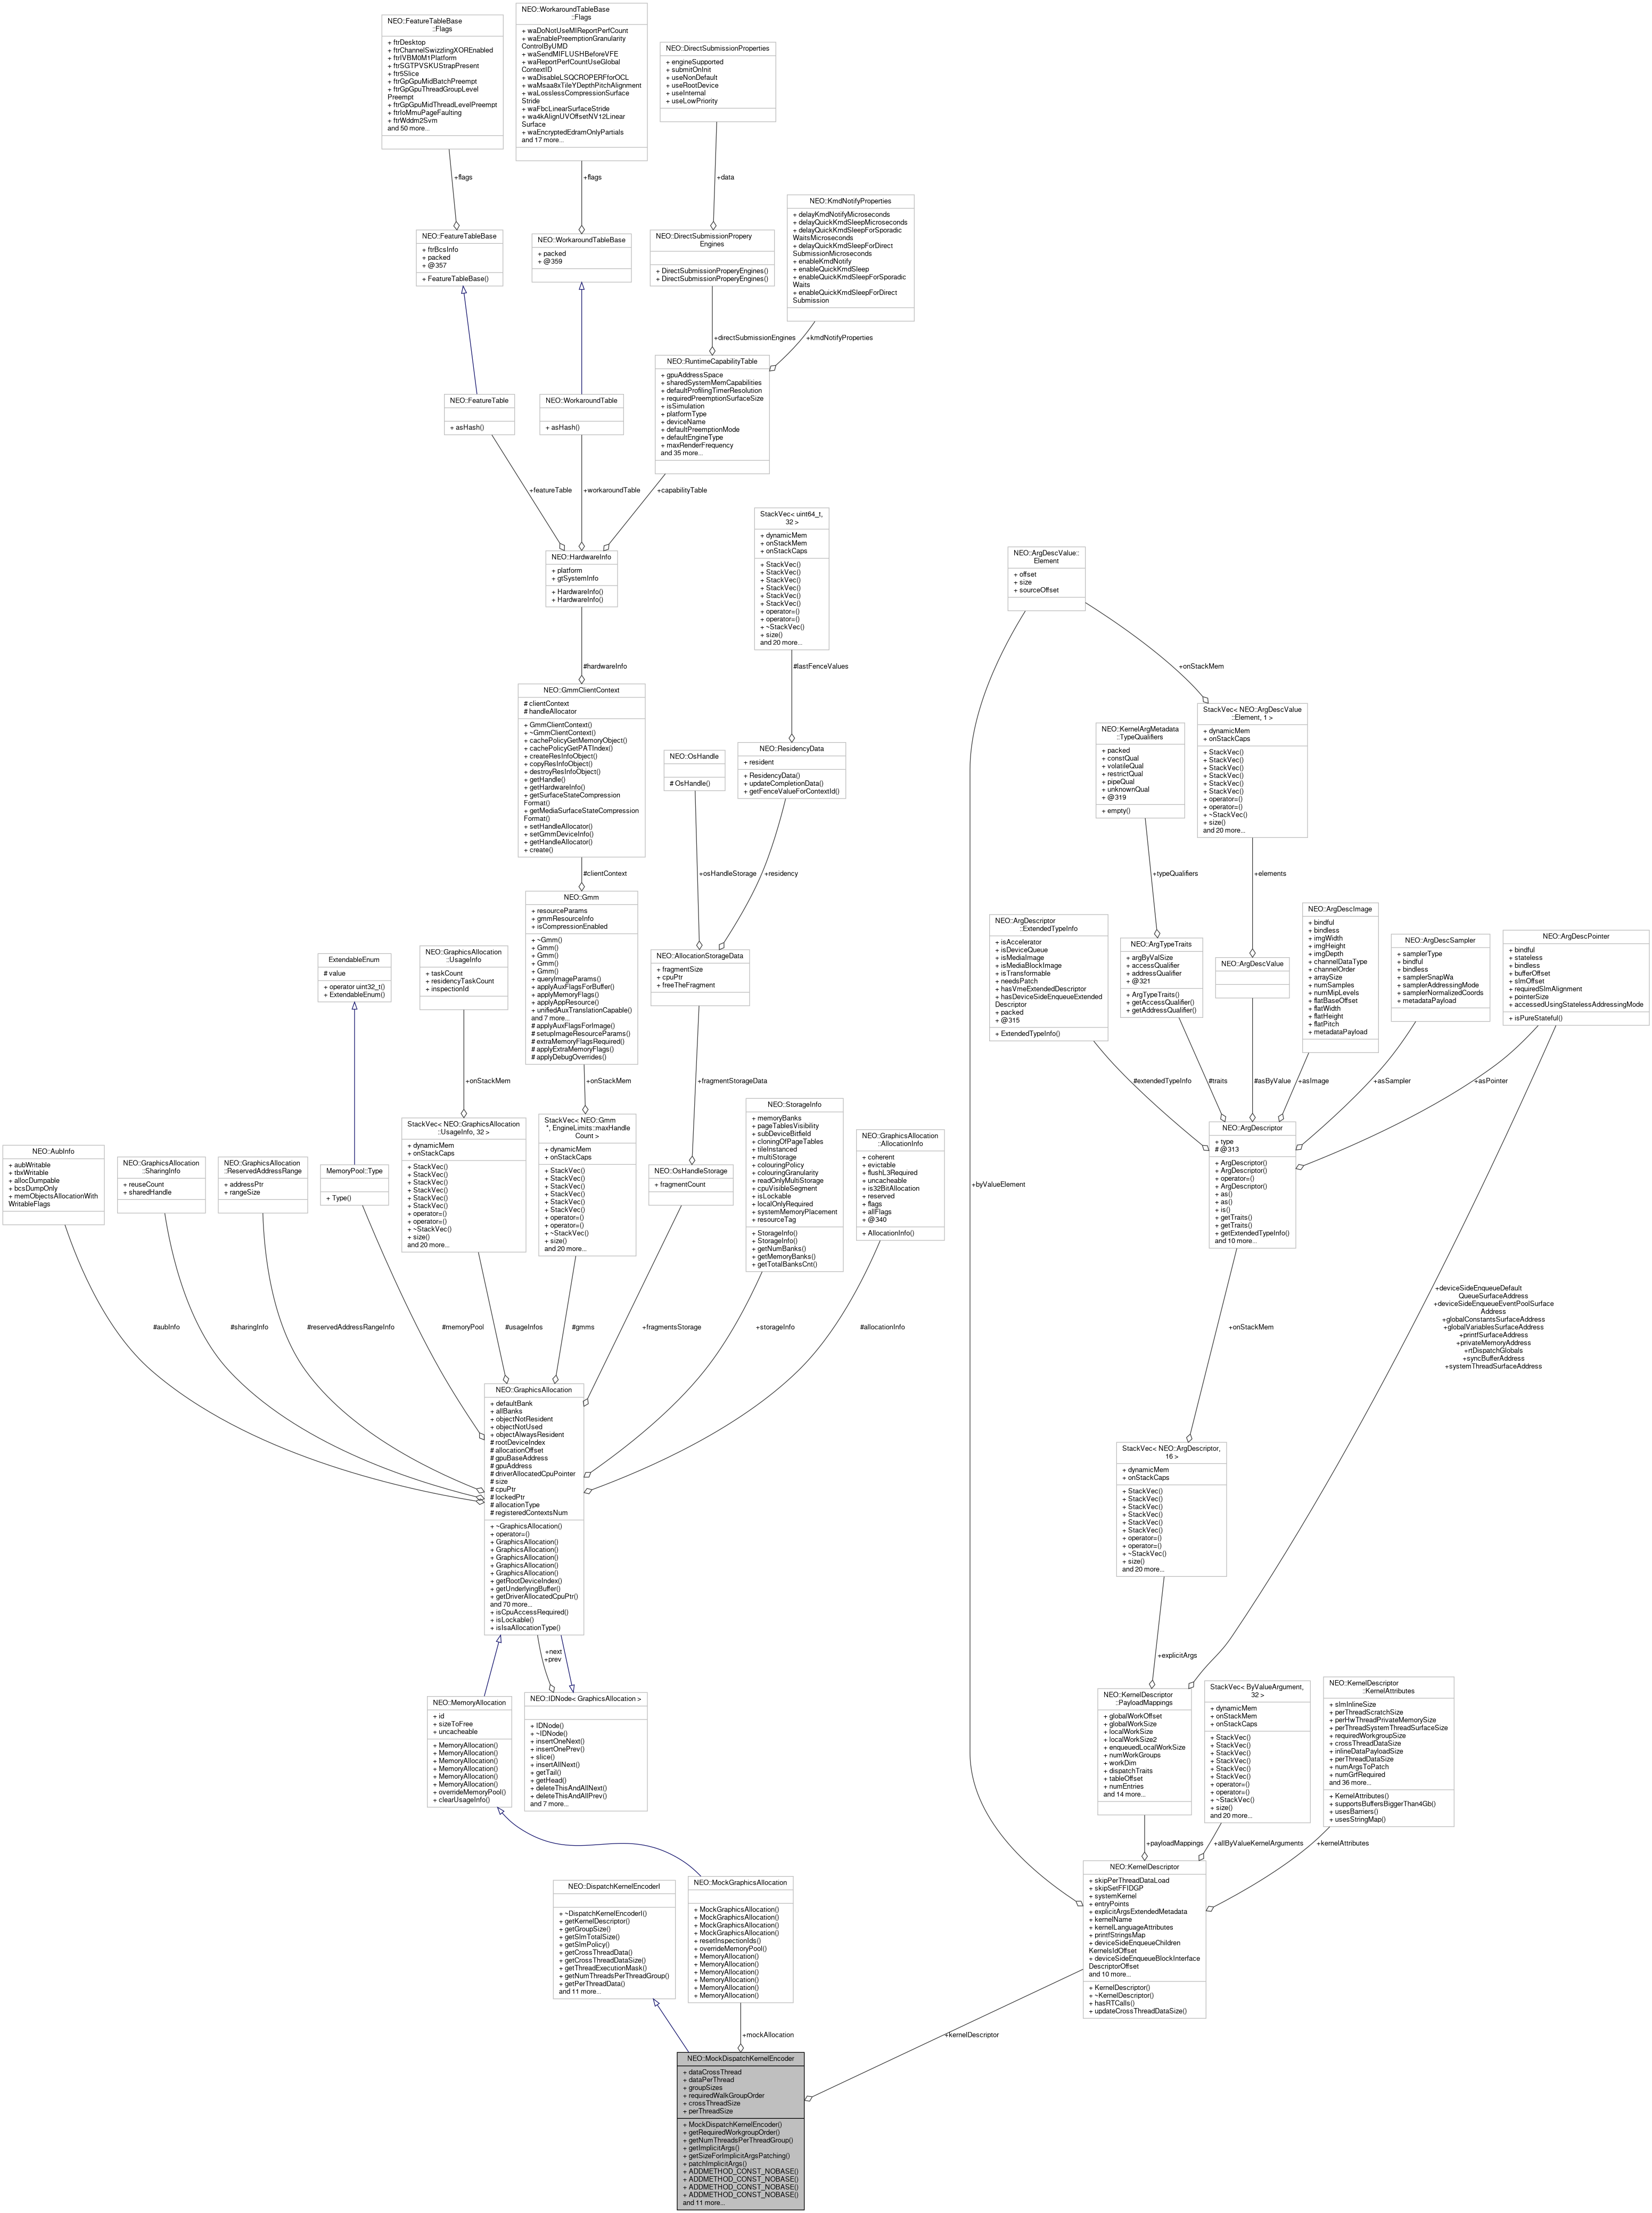 NEO::FeatureTableBase
::Flags
+ ftrDesktop
+ ftrChannelSwizzlingXOREnabled
+ ftrIVBM0M1Platform
+ ftrSGTPVSKUStrapPresent
+ ftr5Slice
+ ftrGpGpuMidBatchPreempt
+ ftrGpGpuThreadGroupLevel
Preempt
+ ftrGpGpuMidThreadLevelPreempt
+ ftrIoMmuPageFaulting
+ ftrWddm2Svm
and 50 more...
NEO::WorkaroundTableBase
::Flags
+ waDoNotUseMIReportPerfCount
+ waEnablePreemptionGranularity
ControlByUMD
+ waSendMIFLUSHBeforeVFE
+ waReportPerfCountUseGlobal
ContextID
+ waDisableLSQCROPERFforOCL
+ waMsaa8xTileYDepthPitchAlignment
+ waLosslessCompressionSurface
Stride
+ waFbcLinearSurfaceStride
+ wa4kAlignUVOffsetNV12Linear
Surface
+ waEncryptedEdramOnlyPartials
and 17 more...
NEO::DirectSubmissionProperties
+ engineSupported
+ submitOnInit
+ useNonDefault
+ useRootDevice
+ useInternal
+ useLowPriority
+flags
+flags
+data
NEO::KmdNotifyProperties
+ delayKmdNotifyMicroseconds
+ delayQuickKmdSleepMicroseconds
+ delayQuickKmdSleepForSporadic
WaitsMicroseconds
+ delayQuickKmdSleepForDirect
SubmissionMicroseconds
+ enableKmdNotify
+ enableQuickKmdSleep
+ enableQuickKmdSleepForSporadic
Waits
+ enableQuickKmdSleepForDirect
Submission
NEO::FeatureTableBase
+ ftrBcsInfo
+ packed
+ @357
+ FeatureTableBase()
NEO::WorkaroundTableBase
+ packed
+ @359
NEO::DirectSubmissionPropery
Engines
+ DirectSubmissionProperyEngines()
+ DirectSubmissionProperyEngines()
+directSubmissionEngines
+kmdNotifyProperties
NEO::RuntimeCapabilityTable
+ gpuAddressSpace
+ sharedSystemMemCapabilities
+ defaultProfilingTimerResolution
+ requiredPreemptionSurfaceSize
+ isSimulation
+ platformType
+ deviceName
+ defaultPreemptionMode
+ defaultEngineType
+ maxRenderFrequency
and 35 more...
NEO::FeatureTable
+ asHash()
NEO::WorkaroundTable
+ asHash()
+featureTable
+workaroundTable
+capabilityTable
NEO::HardwareInfo
+ platform
+ gtSystemInfo
+ HardwareInfo()
+ HardwareInfo()
StackVec< uint64_t,
32 >
+ dynamicMem
+ onStackMem
+ onStackCaps
+ StackVec()
+ StackVec()
+ StackVec()
+ StackVec()
+ StackVec()
+ StackVec()
+ operator=()
+ operator=()
+ ~StackVec()
+ size()
and 20 more...
NEO::ArgDescValue::
Element
+ offset
+ size
+ sourceOffset
#hardwareInfo
#lastFenceValues
+onStackMem
NEO::GmmClientContext
# clientContext
# handleAllocator
+ GmmClientContext()
+ ~GmmClientContext()
+ cachePolicyGetMemoryObject()
+ cachePolicyGetPATIndex()
+ createResInfoObject()
+ copyResInfoObject()
+ destroyResInfoObject()
+ getHandle()
+ getHardwareInfo()
+ getSurfaceStateCompression
Format()
+ getMediaSurfaceStateCompression
Format()
+ setHandleAllocator()
+ setGmmDeviceInfo()
+ getHandleAllocator()
+ create()
NEO::OsHandle
# OsHandle()
NEO::ResidencyData
+ resident
+ ResidencyData()
+ updateCompletionData()
+ getFenceValueForContextId()
NEO::KernelArgMetadata
::TypeQualifiers
+ packed
+ constQual
+ volatileQual
+ restrictQual
+ pipeQual
+ unknownQual
+ @319
+ empty()
StackVec< NEO::ArgDescValue
::Element, 1 >
+ dynamicMem
+ onStackCaps
+ StackVec()
+ StackVec()
+ StackVec()
+ StackVec()
+ StackVec()
+ StackVec()
+ operator=()
+ operator=()
+ ~StackVec()
+ size()
and 20 more...
#clientContext
+osHandleStorage
+residency
+typeQualifiers
+elements
NEO::Gmm
+ resourceParams
+ gmmResourceInfo
+ isCompressionEnabled
+ ~Gmm()
+ Gmm()
+ Gmm()
+ Gmm()
+ Gmm()
+ queryImageParams()
+ applyAuxFlagsForBuffer()
+ applyMemoryFlags()
+ applyAppResource()
+ unifiedAuxTranslationCapable()
and 7 more...
# applyAuxFlagsForImage()
# setupImageResourceParams()
# extraMemoryFlagsRequired()
# applyExtraMemoryFlags()
# applyDebugOverrides()
ExtendableEnum
# value
+ operator uint32_t()
+ ExtendableEnum()
NEO::GraphicsAllocation
::UsageInfo
+ taskCount
+ residencyTaskCount
+ inspectionId
NEO::AllocationStorageData
+ fragmentSize
+ cpuPtr
+ freeTheFragment
NEO::ArgDescriptor
::ExtendedTypeInfo
+ isAccelerator
+ isDeviceQueue
+ isMediaImage
+ isMediaBlockImage
+ isTransformable
+ needsPatch
+ hasVmeExtendedDescriptor
+ hasDeviceSideEnqueueExtended
Descriptor
+ packed
+ @315
+ ExtendedTypeInfo()
NEO::ArgTypeTraits
+ argByValSize
+ accessQualifier
+ addressQualifier
+ @321
+ ArgTypeTraits()
+ getAccessQualifier()
+ getAddressQualifier()
NEO::ArgDescValue
NEO::ArgDescImage
+ bindful
+ bindless
+ imgWidth
+ imgHeight
+ imgDepth
+ channelDataType
+ channelOrder
+ arraySize
+ numSamples
+ numMipLevels
+ flatBaseOffset
+ flatWidth
+ flatHeight
+ flatPitch
+ metadataPayload
NEO::ArgDescSampler
+ samplerType
+ bindful
+ bindless
+ samplerSnapWa
+ samplerAddressingMode
+ samplerNormalizedCoords
+ metadataPayload
NEO::ArgDescPointer
+ bindful
+ stateless
+ bindless
+ bufferOffset
+ slmOffset
+ requiredSlmAlignment
+ pointerSize
+ accessedUsingStatelessAddressingMode
+ isPureStateful()
+onStackMem
+onStackMem
+fragmentStorageData
#extendedTypeInfo
#traits
#asByValue
+asImage
+asSampler
+asPointer
NEO::AubInfo
+ aubWritable
+ tbxWritable
+ allocDumpable
+ bcsDumpOnly
+ memObjectsAllocationWith
WritableFlags
NEO::GraphicsAllocation
::SharingInfo
+ reuseCount
+ sharedHandle
NEO::GraphicsAllocation
::ReservedAddressRange
+ addressPtr
+ rangeSize
MemoryPool::Type
+ Type()
StackVec< NEO::GraphicsAllocation
::UsageInfo, 32 >
+ dynamicMem
+ onStackCaps
+ StackVec()
+ StackVec()
+ StackVec()
+ StackVec()
+ StackVec()
+ StackVec()
+ operator=()
+ operator=()
+ ~StackVec()
+ size()
and 20 more...
StackVec< NEO::Gmm
*, EngineLimits::maxHandle
Count >
+ dynamicMem
+ onStackCaps
+ StackVec()
+ StackVec()
+ StackVec()
+ StackVec()
+ StackVec()
+ StackVec()
+ operator=()
+ operator=()
+ ~StackVec()
+ size()
and 20 more...
NEO::OsHandleStorage
+ fragmentCount
NEO::StorageInfo
+ memoryBanks
+ pageTablesVisibility
+ subDeviceBitfield
+ cloningOfPageTables
+ tileInstanced
+ multiStorage
+ colouringPolicy
+ colouringGranularity
+ readOnlyMultiStorage
+ cpuVisibleSegment
+ isLockable
+ localOnlyRequired
+ systemMemoryPlacement
+ resourceTag
+ StorageInfo()
+ StorageInfo()
+ getNumBanks()
+ getMemoryBanks()
+ getTotalBanksCnt()
NEO::GraphicsAllocation
::AllocationInfo
+ coherent
+ evictable
+ flushL3Required
+ uncacheable
+ is32BitAllocation
+ reserved
+ flags
+ allFlags
+ @340
+ AllocationInfo()
+byValueElement
NEO::ArgDescriptor
+ type
# @313
+ ArgDescriptor()
+ ArgDescriptor()
+ operator=()
+ ArgDescriptor()
+ as()
+ as()
+ is()
+ getTraits()
+ getTraits()
+ getExtendedTypeInfo()
and 10 more...
#aubInfo
#sharingInfo
#reservedAddressRangeInfo
#memoryPool
#usageInfos
#gmms
+fragmentsStorage
+storageInfo
#allocationInfo
+onStackMem
+deviceSideEnqueueDefault
QueueSurfaceAddress
+deviceSideEnqueueEventPoolSurface
Address
+globalConstantsSurfaceAddress
+globalVariablesSurfaceAddress
+printfSurfaceAddress
+privateMemoryAddress
+rtDispatchGlobals
+syncBufferAddress
+systemThreadSurfaceAddress
NEO::GraphicsAllocation
+ defaultBank
+ allBanks
+ objectNotResident
+ objectNotUsed
+ objectAlwaysResident
# rootDeviceIndex
# allocationOffset
# gpuBaseAddress
# gpuAddress
# driverAllocatedCpuPointer
# size
# cpuPtr
# lockedPtr
# allocationType
# registeredContextsNum
+ ~GraphicsAllocation()
+ operator=()
+ GraphicsAllocation()
+ GraphicsAllocation()
+ GraphicsAllocation()
+ GraphicsAllocation()
+ GraphicsAllocation()
+ getRootDeviceIndex()
+ getUnderlyingBuffer()
+ getDriverAllocatedCpuPtr()
and 70 more...
+ isCpuAccessRequired()
+ isLockable()
+ isIsaAllocationType()
StackVec< NEO::ArgDescriptor,
16 >
+ dynamicMem
+ onStackCaps
+ StackVec()
+ StackVec()
+ StackVec()
+ StackVec()
+ StackVec()
+ StackVec()
+ operator=()
+ operator=()
+ ~StackVec()
+ size()
and 20 more...
+next
+prev
+explicitArgs
NEO::MemoryAllocation
+ id
+ sizeToFree
+ uncacheable
+ MemoryAllocation()
+ MemoryAllocation()
+ MemoryAllocation()
+ MemoryAllocation()
+ MemoryAllocation()
+ MemoryAllocation()
+ overrideMemoryPool()
+ clearUsageInfo()
NEO::IDNode< GraphicsAllocation >
+ IDNode()
+ ~IDNode()
+ insertOneNext()
+ insertOnePrev()
+ slice()
+ insertAllNext()
+ getTail()
+ getHead()
+ deleteThisAndAllNext()
+ deleteThisAndAllPrev()
and 7 more...
NEO::KernelDescriptor
::PayloadMappings
+ globalWorkOffset
+ globalWorkSize
+ localWorkSize
+ localWorkSize2
+ enqueuedLocalWorkSize
+ numWorkGroups
+ workDim
+ dispatchTraits
+ tableOffset
+ numEntries
and 14 more...
StackVec< ByValueArgument,
32 >
+ dynamicMem
+ onStackMem
+ onStackCaps
+ StackVec()
+ StackVec()
+ StackVec()
+ StackVec()
+ StackVec()
+ StackVec()
+ operator=()
+ operator=()
+ ~StackVec()
+ size()
and 20 more...
NEO::KernelDescriptor
::KernelAttributes
+ slmInlineSize
+ perThreadScratchSize
+ perHwThreadPrivateMemorySize
+ perThreadSystemThreadSurfaceSize
+ requiredWorkgroupSize
+ crossThreadDataSize
+ inlineDataPayloadSize
+ perThreadDataSize
+ numArgsToPatch
+ numGrfRequired
and 36 more...
+ KernelAttributes()
+ supportsBuffersBiggerThan4Gb()
+ usesBarriers()
+ usesStringMap()
+payloadMappings
+allByValueKernelArguments
+kernelAttributes
NEO::DispatchKernelEncoderI
+ ~DispatchKernelEncoderI()
+ getKernelDescriptor()
+ getGroupSize()
+ getSlmTotalSize()
+ getSlmPolicy()
+ getCrossThreadData()
+ getCrossThreadDataSize()
+ getThreadExecutionMask()
+ getNumThreadsPerThreadGroup()
+ getPerThreadData()
and 11 more...
NEO::MockGraphicsAllocation
+ MockGraphicsAllocation()
+ MockGraphicsAllocation()
+ MockGraphicsAllocation()
+ MockGraphicsAllocation()
+ resetInspectionIds()
+ overrideMemoryPool()
+ MemoryAllocation()
+ MemoryAllocation()
+ MemoryAllocation()
+ MemoryAllocation()
+ MemoryAllocation()
+ MemoryAllocation()
NEO::KernelDescriptor
+ skipPerThreadDataLoad
+ skipSetFFIDGP
+ systemKernel
+ entryPoints
+ explicitArgsExtendedMetadata
+ kernelName
+ kernelLanguageAttributes
+ printfStringsMap
+ deviceSideEnqueueChildren
KernelsIdOffset
+ deviceSideEnqueueBlockInterface
DescriptorOffset
and 10 more...
+ KernelDescriptor()
+ ~KernelDescriptor()
+ hasRTCalls()
+ updateCrossThreadDataSize()
+mockAllocation
+kernelDescriptor
NEO::MockDispatchKernelEncoder
+ dataCrossThread
+ dataPerThread
+ groupSizes
+ requiredWalkGroupOrder
+ crossThreadSize
+ perThreadSize
+ MockDispatchKernelEncoder()
+ getRequiredWorkgroupOrder()
+ getNumThreadsPerThreadGroup()
+ getImplicitArgs()
+ getSizeForImplicitArgsPatching()
+ patchImplicitArgs()
+ ADDMETHOD_CONST_NOBASE()
+ ADDMETHOD_CONST_NOBASE()
+ ADDMETHOD_CONST_NOBASE()
+ ADDMETHOD_CONST_NOBASE()
and 11 more...